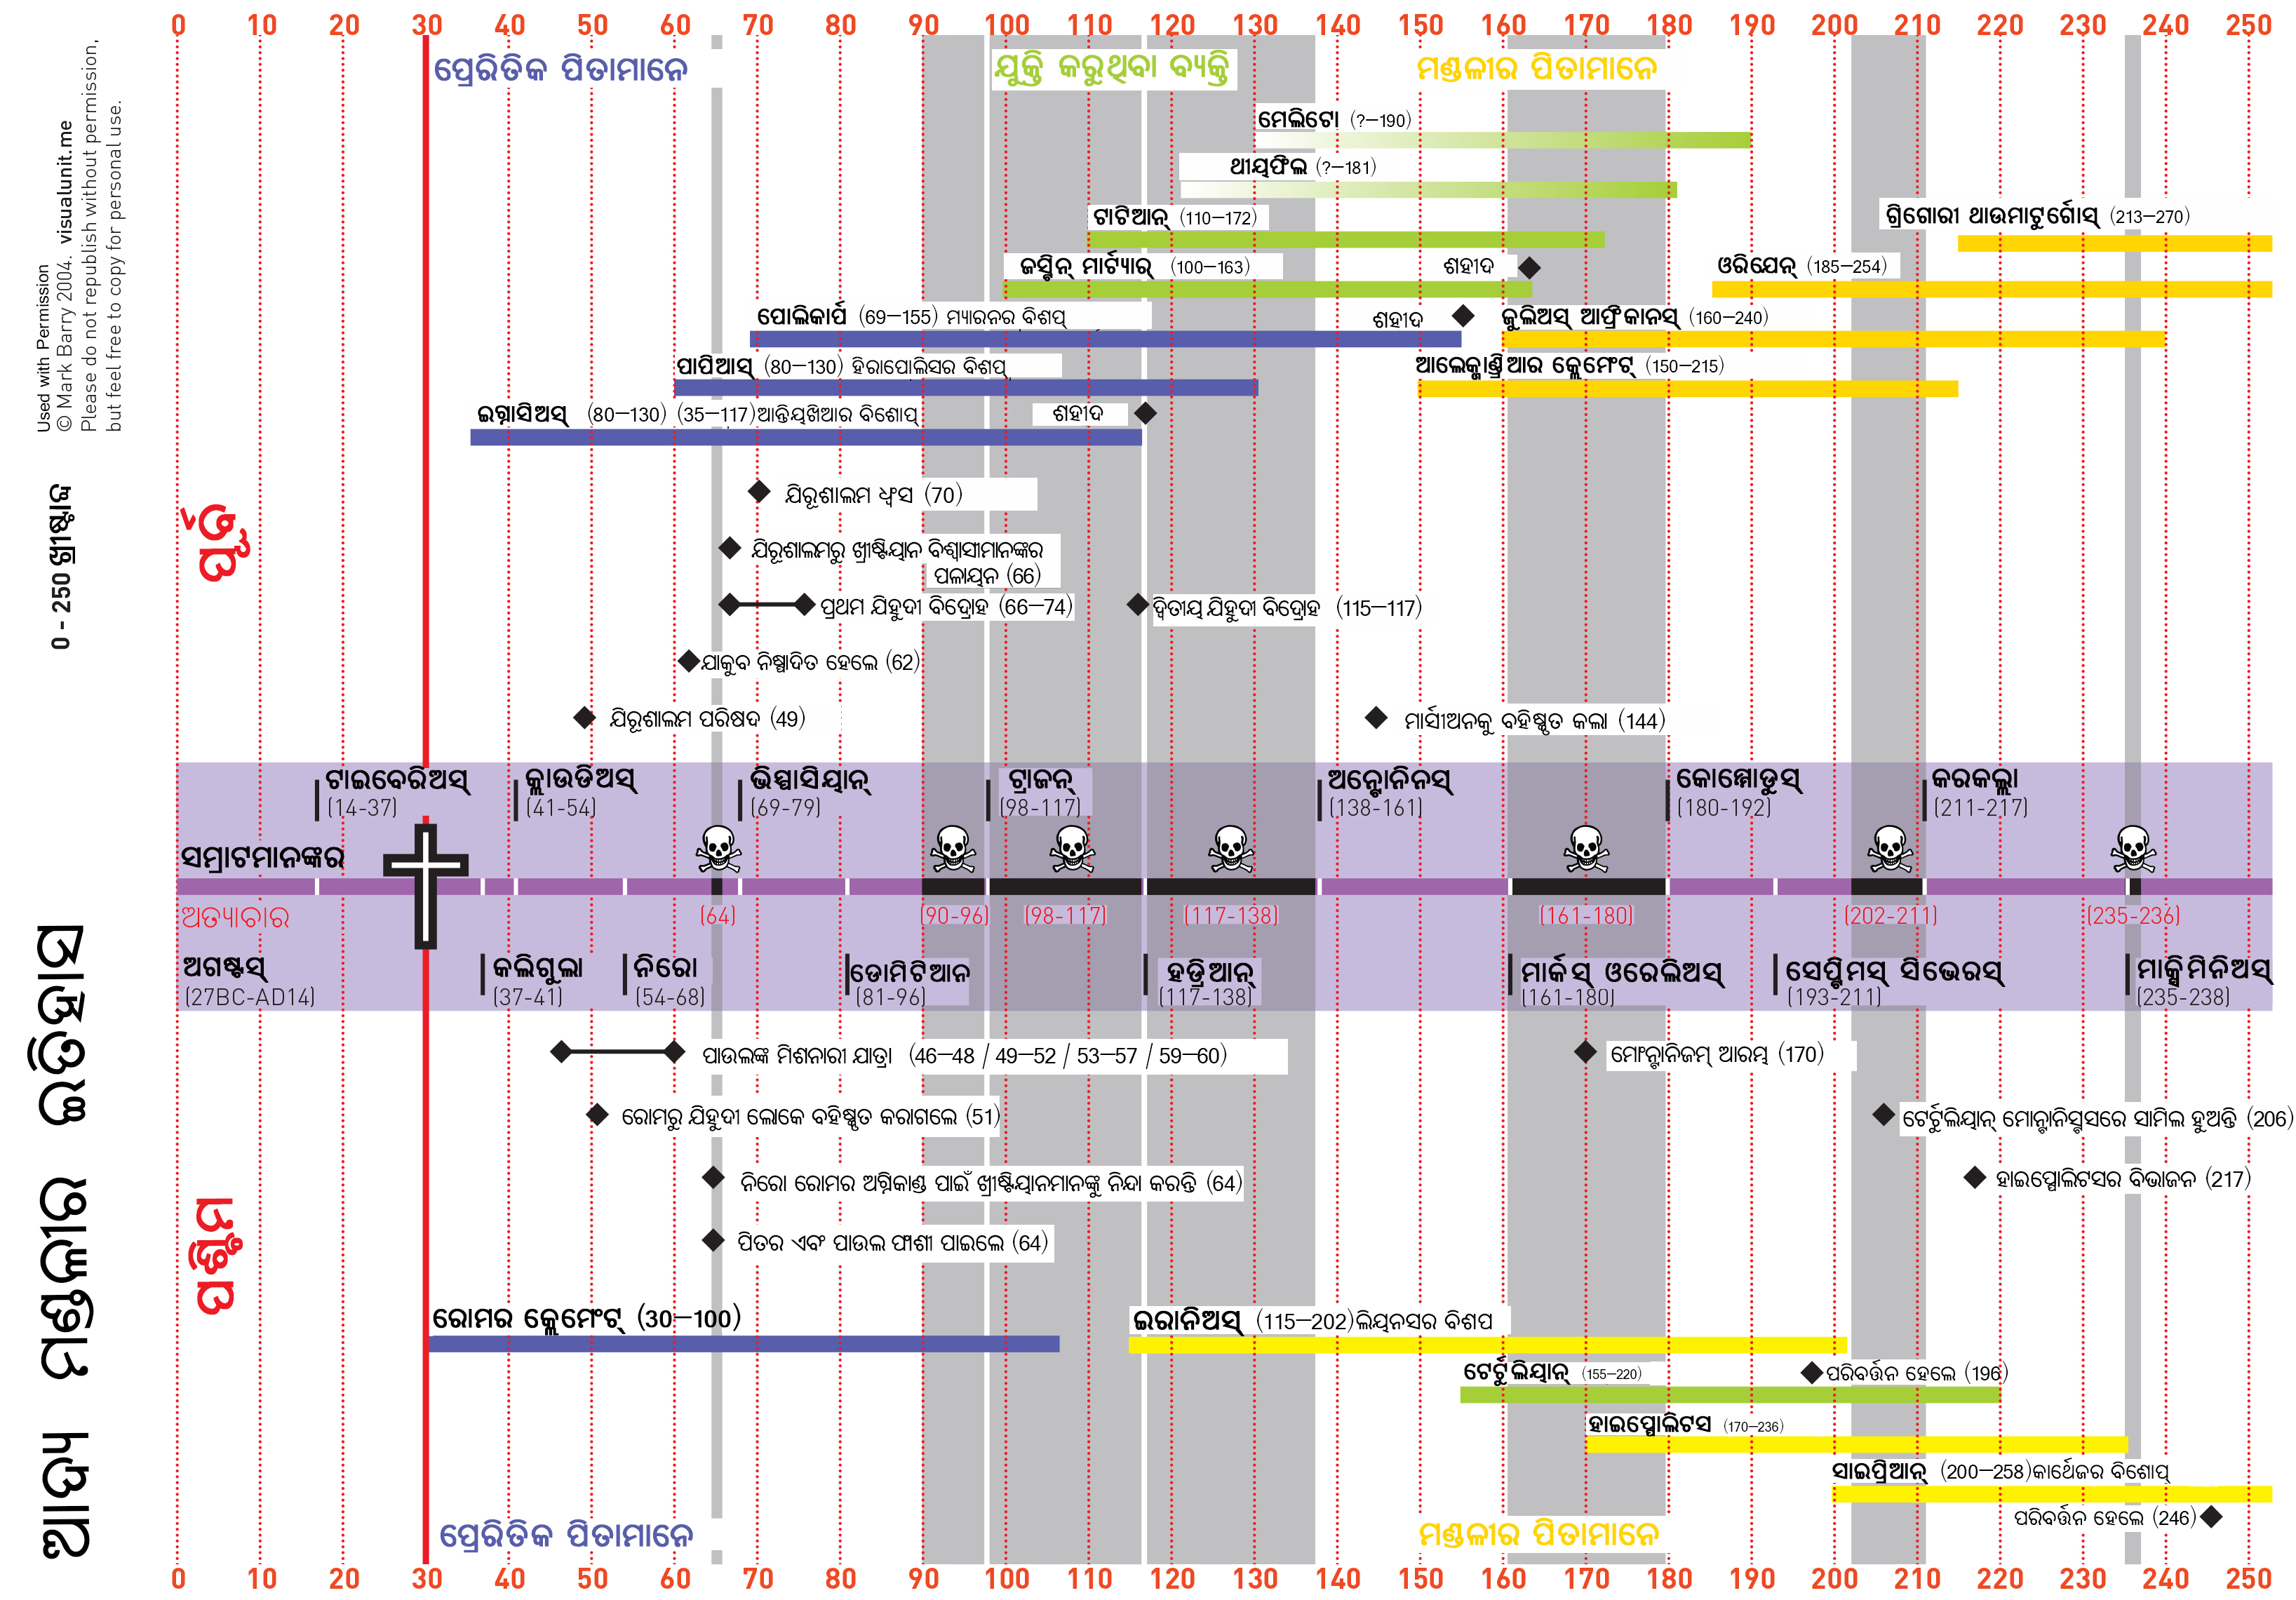 0 10 20 30 40 50 60 70 80 90 100 110 120 130 140 150 160 170 180 190 200 210 220 230 240 250
Used with Permission
© Mark Barry 2004. visualunit.me
Please do not republish without permission,
but feel free to copy for personal use.
0 - 250 ଖ୍ରୀଷ୍ଟାବ୍ଦ
ଆଦ୍ୟ ମଣ୍ଡଳୀର ଇତିହାସ
ପ୍ରେରିତିକ ପିତାମାନେ
ଯୁକ୍ତି କରୁଥିବା ବ୍ୟକ୍ତି
ମଣ୍ଡଳୀର ପିତାମାନେ
ମେଲିଟୋ (?–190)
ଥୀୟଫିଲ (?–181)
ଟାଟିଆନ୍ (110–172)
ଗ୍ରିଗୋରୀ ଥାଉମାଟୁର୍ଗୋସ୍ (213–270)
ଜସ୍ଟିନ୍ ମାର୍ଟ୍ୟାର୍ (100–163)
ଶହୀଦ
ଓରିଯେନ୍ (185–254)
ପୋଲିକାର୍ପ (69–155) ମ୍ୟାରନର ବିଶପ୍
ଶହୀଦ
ଜୁଲିଅସ୍ ଆଫ୍ରିକାନସ୍ (160–240)
ପାପିଆସ୍ (80–130) ହିରାପୋଲିସର ବିଶପ୍
ଆଲେକ୍ଜାଣ୍ଡ୍ରିଆର କ୍ଲେମେଂଟ୍ (150–215)
ଇଗ୍ନାସିଅସ୍ (80–130) (35–117)ଆନ୍ତିୟଖିଆର ବିଶୋପ୍
ଶହୀଦ
ପୂର୍ବ
ଯିରୂଶାଲମ ଧ୍ୱଂସ (70)
ଯିରୂଶାଲମରୁ ଖ୍ରୀଷ୍ଟିୟାନ ବିଶ୍ୱାସୀମାନଙ୍କର
ପଳାୟନ (66)
ପ୍ରଥମ ଯିହୁଦୀ ବିଦ୍ରୋହ (66–74)
ଦ୍ୱିତୀୟ ଯିହୁଦୀ ବିଦ୍ରୋହ (115–117)
ଯାକୁବ ନିଷ୍ପାଦିତ ହେଲେ (62)
ଯିରୂଶାଲମ ପରିଷଦ (49)
ମାର୍ସୀଅନକୁ ବହିଷ୍କୃତ କଲା (144)
ଟାଇବେରିଅସ୍
(14-37)
କ୍ଲାଉଡିଅସ୍
(41-54)
ଭିସ୍ପାସିୟାନ୍
(69-79)
ଟ୍ରାଜନ୍
(98-117)
ଅନ୍ଟୋନିନସ୍
(138-161)
କୋମ୍ମୋଡୁସ୍
(180-192)
କରକଲ୍ଲା
(211-217)
ସମ୍ରାଟମାନଙ୍କର
ଅତ୍ୟାଚାର
(64) (90-96) (98-117) (117-138) (161-180) (202-211) (235-236)
ଅଗଷ୍ଟସ୍
(27BC-AD14)
କଲିଗୁଲା
(37-41)
ନିରୋ
(54-68)
ଡୋମିଟିଆନ
(81-96)
ହଡ୍ରିଆନ୍
(117-138)
ମାର୍କସ୍ ଓରେଲିଅସ୍
(161-180)
ସେପ୍ଟିମସ୍ ସିଭେରସ୍
(193-211)
ମାକ୍ସିମିନିଅସ୍
(235-238)
ପାଉଲଙ୍କ ମିଶନାରୀ ଯାତ୍ରା (46–48 / 49–52 / 53–57 / 59–60)
ମୋଂନ୍ଟାନିଜମ୍ ଆରମ୍ଭ (170)
ରୋମରୁ ଯିହୁଦୀ ଲୋକେ ବହିଷ୍କୃତ କରାଗଲେ (51)
ଟେର୍ଟୁଲିୟାନ୍ ମୋନ୍ଟାନିସ୍ଟସରେ ସାମିଲ ହୁଅନ୍ତି (206)
ନିରୋ ରୋମର ଅଗ୍ନିକାଣ୍ଡ ପାଇଁ ଖ୍ରୀଷ୍ଟିୟାନମାନଙ୍କୁ ନିନ୍ଦା କରନ୍ତି (64)
ହାଇପ୍ପୋଲିଟସର ବିଭାଜନ (217)
ପଶ୍ଚିମ
ପିତର ଏବଂ ପାଉଲ ଫାଶୀ ପାଇଲେ (64)
ରୋମର କ୍ଲେମେଂଟ୍ (30–100)
ଇରାନିଅସ୍ (115–202)ଲିୟନସର ବିଶପ
ଟେର୍ଟୁଲିୟାନ୍ (155–220)
ପରିବର୍ତ୍ତନ ହେଲେ (196)
ହାଇପ୍ପୋଲିଟସ (170–236)
ସାଇପ୍ରିଆନ୍ (200–258)କାର୍ଥେଜର ବିଶୋପ୍
ପରିବର୍ତ୍ତନ ହେଲେ (246)
ପ୍ରେରିତିକ ପିତାମାନେ
ମଣ୍ଡଳୀର ପିତାମାନେ
0 10 20 30 40 50 60 70 80 90 100 110 120 130 140 150 160 170 180 190 200 210 220 230 240 250